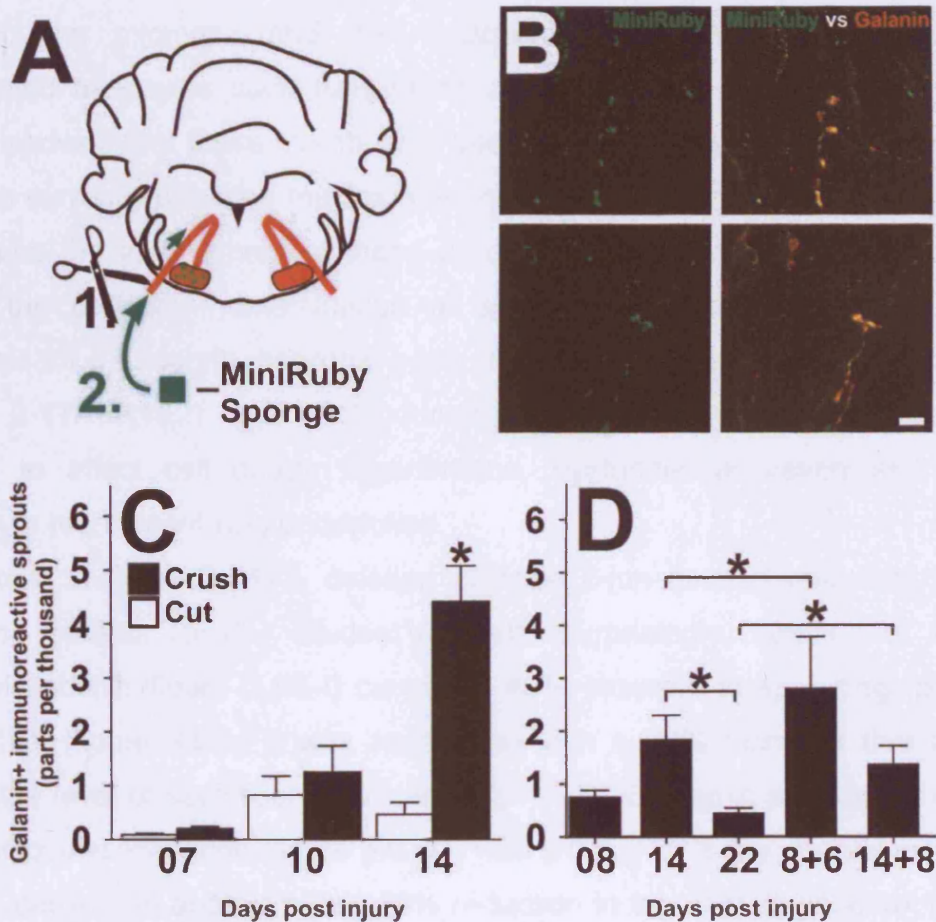 A
1.
2.
MiniRuby
Sponge
B
MiniRuby
MiniRuby vs Galanin
C
Crush
Cut
*
Galanin+ immunoreactive sprouts
(parts per thousand)
6
5
4
3
2
1
0
07 10 14
Days post injury
D
6
5
4
3
2
1
0
*
*
*
08 14 22 8+6 14+8
Days post injury